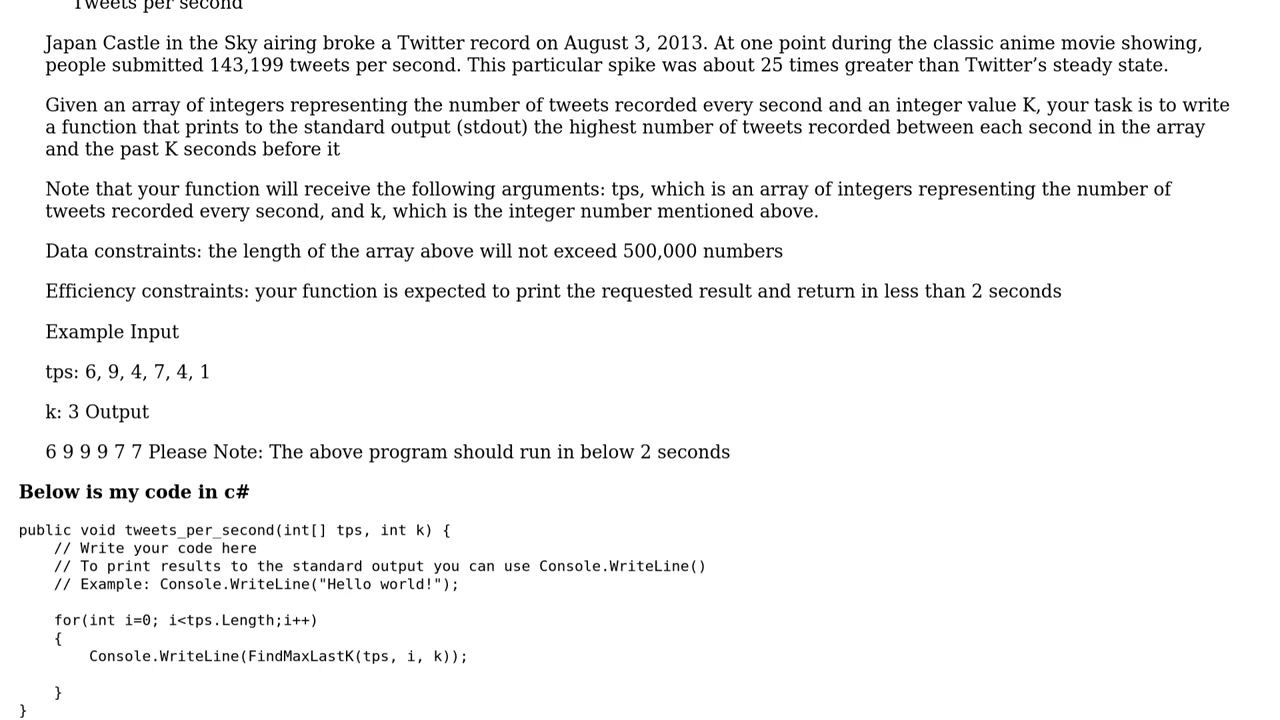 Tweets per second
Japan Castle in the Sky airing broke a Twitter record on August 3, 2013. At one point during the classic anime movie showing,
people submitted 143,199 tweets per second. This particular spike was about 25 times greater than Twitter’s steady state.
Given an array of integers representing the number of tweets recorded every second and an integer value K, your task is to write
a function that prints to the standard output (stdout) the highest number of tweets recorded between each second in the array
and the past K seconds before it
Note that your function will receive the following arguments: tps, which is an array of integers representing the number of
tweets recorded every second, and k, which is the integer number mentioned above.
Data constraints: the length of the array above will not exceed 500,000 numbers
Efficiency constraints: your function is expected to print the requested result and return in less than 2 seconds
Example Input
tps: 6, 9, 4, 7, 4, 1
k: 3 Output
6 9 9 9 7 7 Please Note: The above program should run in below 2 seconds
Below is my code in c#
public void tweets_per_second(int[] tps, int k) {
    // Write your code here
    // To print results to the standard output you can use Console.WriteLine()
    // Example: Console.WriteLine("Hello world!");
    for(int i=0; i<tps.Length;i++)
    {
        Console.WriteLine(FindMaxLastK(tps, i, k));
    }
}